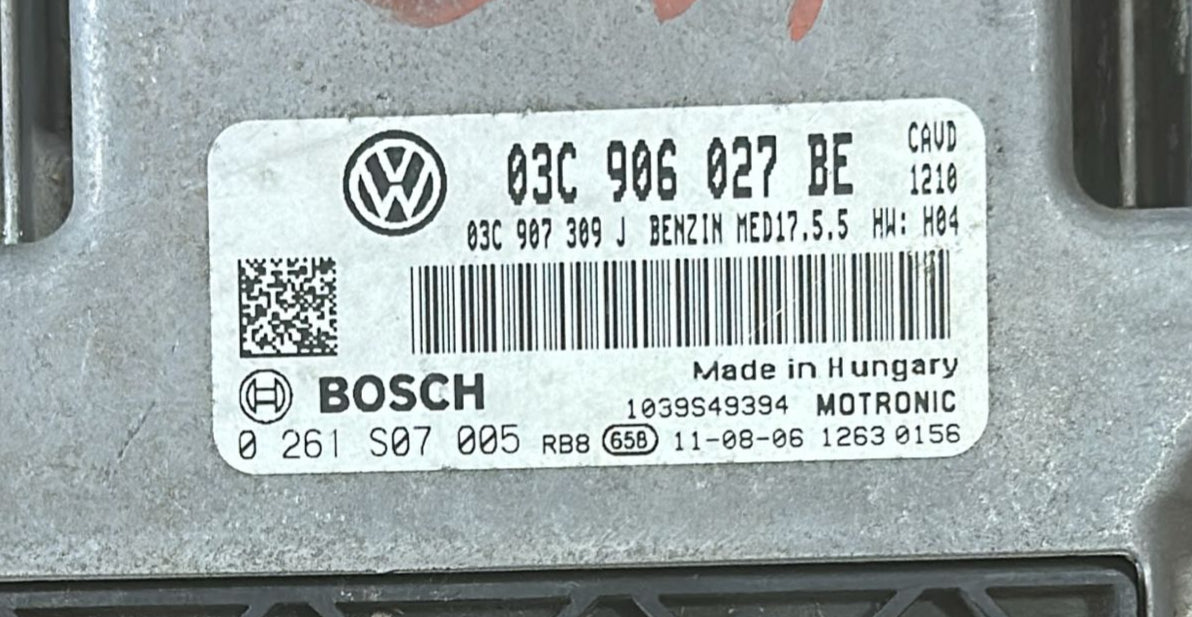 03C 906 027 BE CAVD
1210
03C 907 309 J BENZIN MED17.5.5 HW: H04
Made in Hungary
BOSCH 1039S49394 MOTRONIC
0 261 S07 005 RB8 658 11-08-06 1263 0156